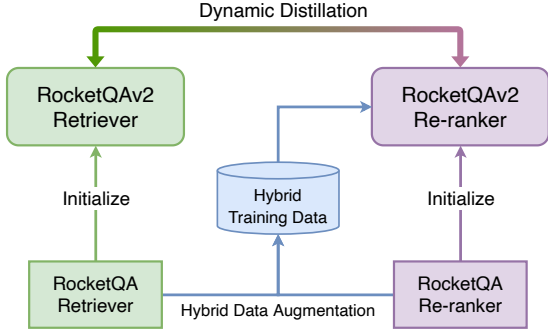 Dynamic Distillation
RocketQAv2
Retriever
RocketQAv2
Re-ranker
Initialize
Hybrid
Training Data
Initialize
RocketQA
Retriever
Hybrid Data Augmentation
RocketQA
Re-ranker